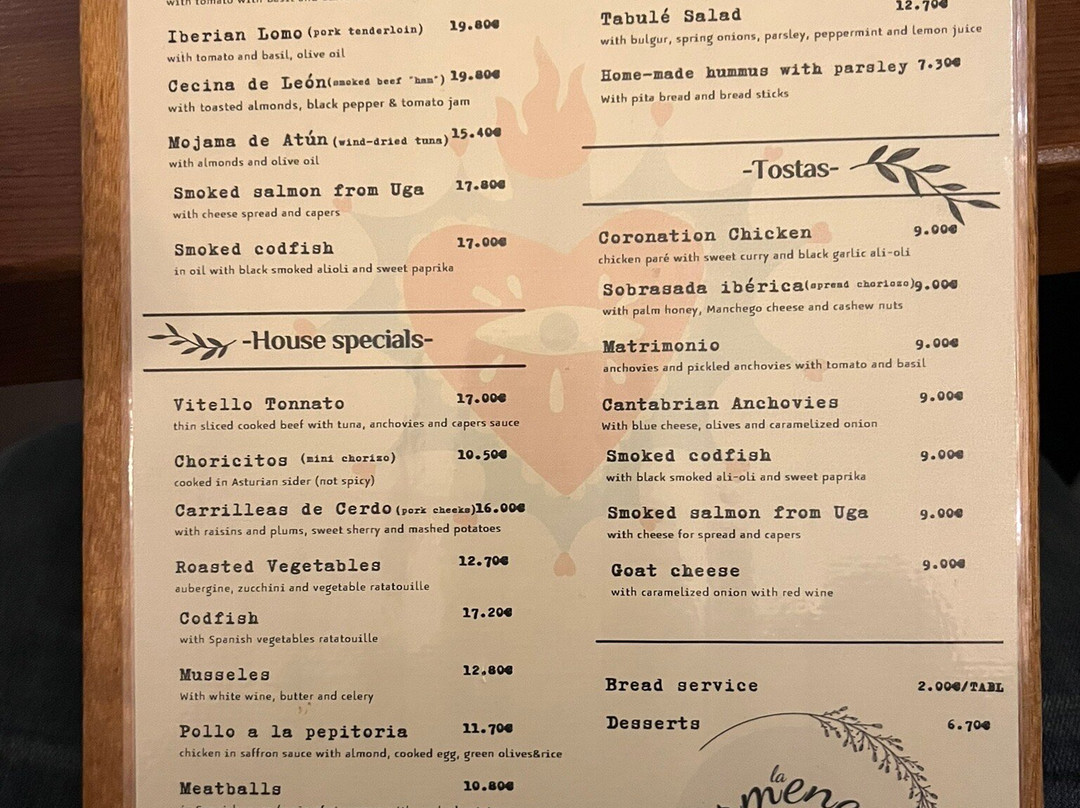 Iberian Lomo (pork tenderloin) 19.80€
with tomato and basil, olive oil
Cecina de León(smoked beef "ham") 19.80€
with toasted almonds, black pepper & tomato jam
Mojama de Atún (wind-dried tuna) 15.40€
with almonds and olive oil
Smoked salmon from Uga 17.80€
with cheese spread and capers
Smoked codfish 17.00€
in oil with black smoked alioli and sweet paprika
-House specials-
Vitello Tonnato 17.00€
thin sliced cooked beef with tuna, anchovies and capers sauce
Choricitos (mini chorizo) 10.50€
cooked in Asturian sider (not spicy)
Carrilleas de Cerdo(pork cheeks)16.00€
with raisins and plums, sweet sherry and mashed potatoes
Roasted Vegetables 12.70€
aubergine, zucchini and vegetable ratatouille
Codfish 17.20€
with Spanish vegetables ratatouille
Musseles 12,80€
With white wine, butter and celery
Pollo a la pepitoria 11.70€
chicken in saffron sauce with almond, cooked egg, green olives&rice
Meatballs 10.80€
Tabulé Salad 12.70€
with bulgur, spring onions, parsley, peppermint and lemon juice
Home-made hummus with parsley 7.30€
With pita bread and bread sticks
-Tostas-
Coronation Chicken 9.00€
chicken paré with sweet curry and black garlic ali-oli
Sobrasada ibérica(spread choriozo)9.00€
with palm honey, Manchego cheese and cashew nuts
Matrimonio 9.00€
anchovies and pickled anchovies with tomato and basil
Cantabrian Anchovies 9.00€
With blue cheese, olives and caramelized onion
Smoked codfish 9.00€
with black smoked ali-oli and sweet paprika
Smoked salmon from Uga 9.00€
with cheese for spread and capers
Goat cheese 9.00€
with caramelized onion with red wine
Bread service 2.00€/TABL
Desserts 6.70€
la